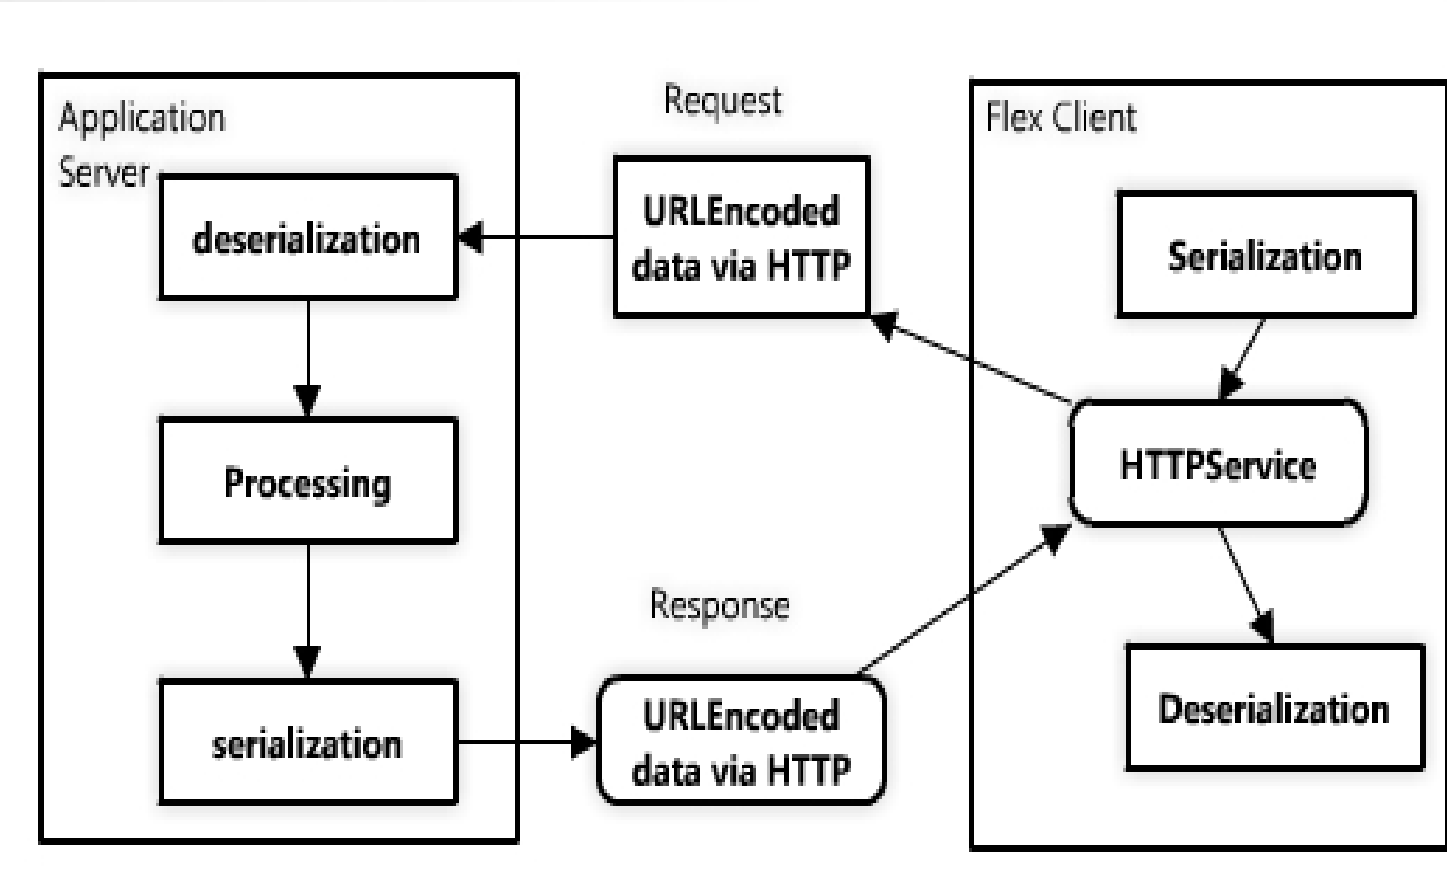 Application
Server
deserialization
Processing
serialization
Request
URLEncoded
data via HTTP
Response
URLEncoded
data via HTTP
Flex Client
Serialization
HTTPService
Deserialization